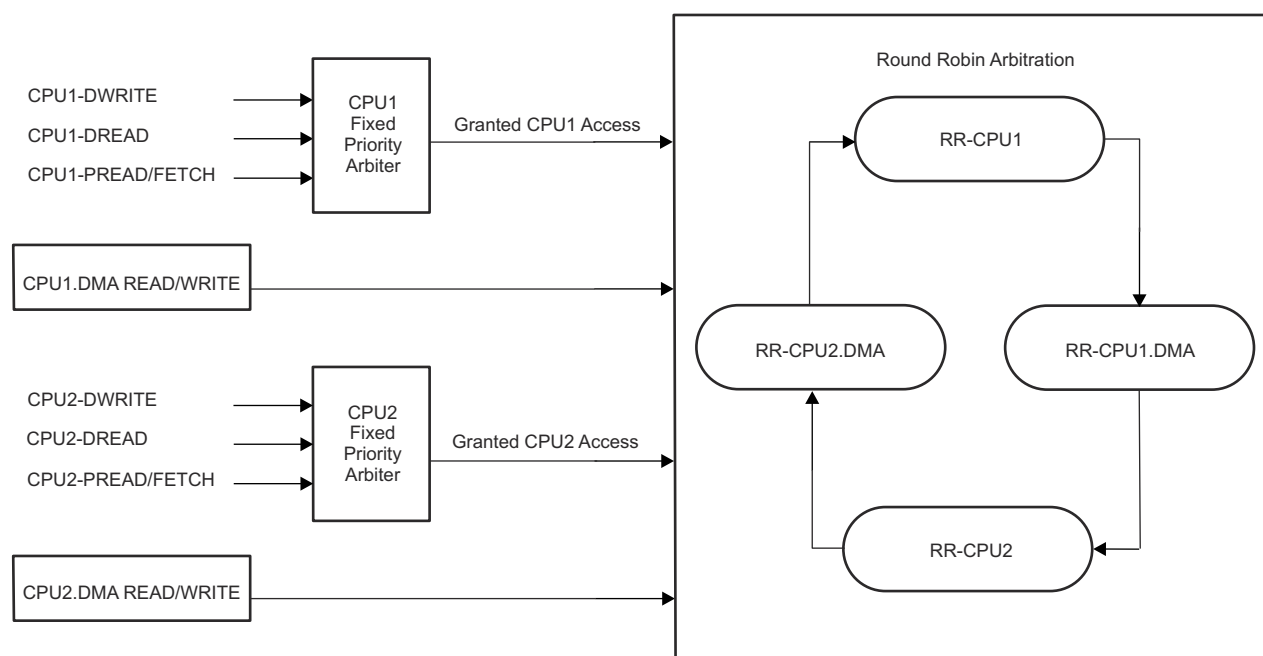 Round Robin Arbitration
CPU1-DWRITE
CPU1-DREAD
CPU1-PREAD/FETCH
CPU1
Fixed
Priority
Arbiter
Granted CPU1 Access
RR-CPU1
CPU1.DMA READ/WRITE
RR-CPU2.DMA
RR-CPU1.DMA
CPU2-DWRITE
CPU2-DREAD
CPU2-PREAD/FETCH
CPU2
Fixed
Priority
Arbiter
Granted CPU2 Access
RR-CPU2
CPU2.DMA READ/WRITE